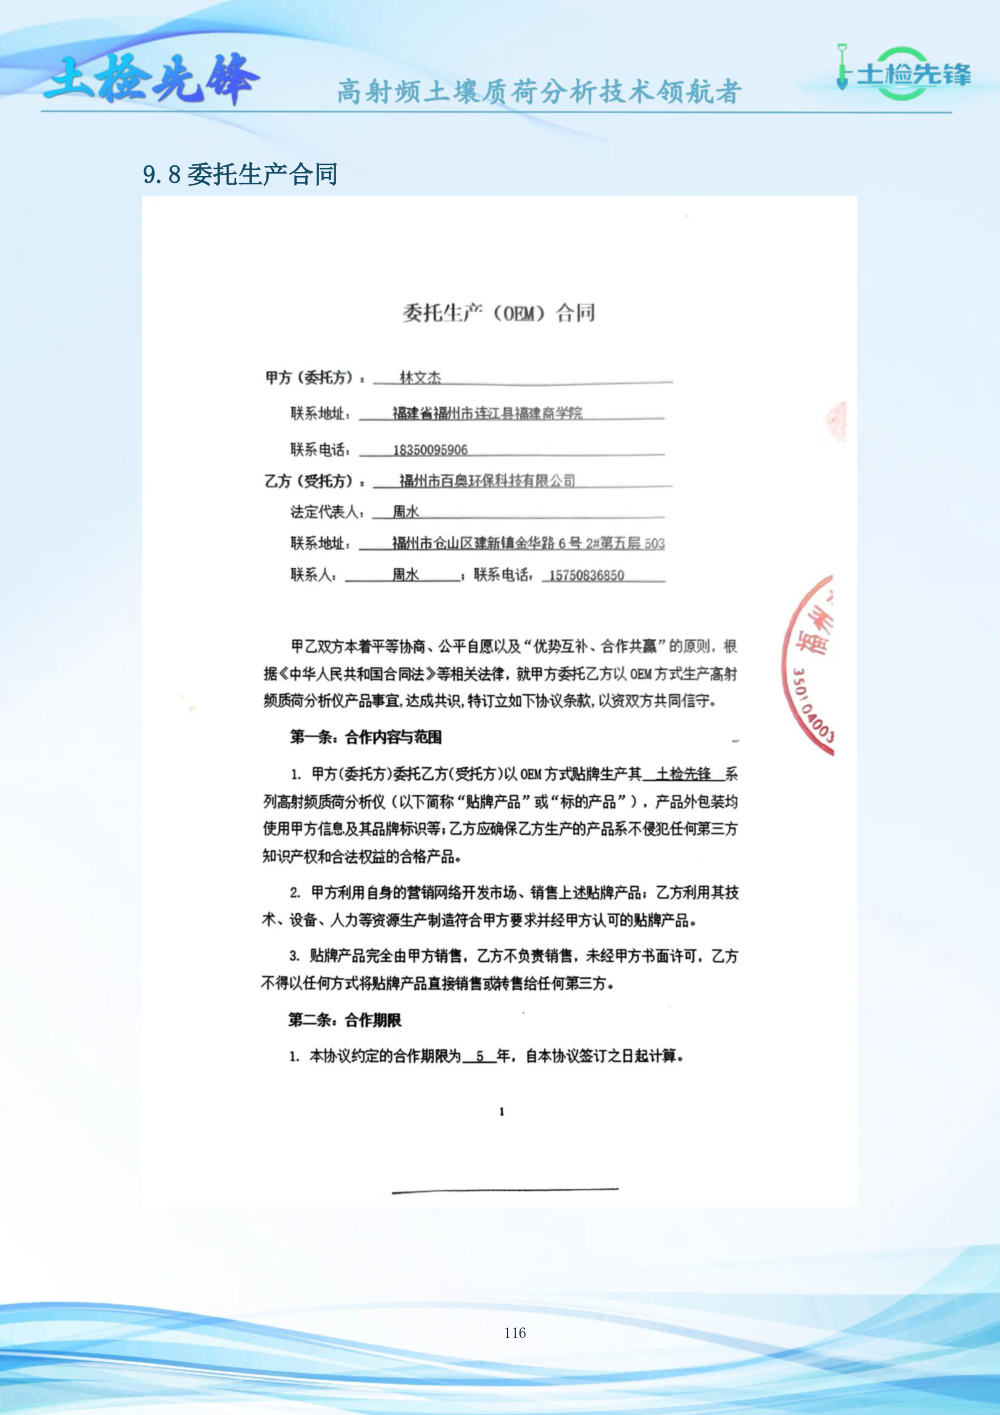 土检先锋
高射频土壤质荷分析技术领航者
土检先锋
9.8 委托生产合同
委托生产（OEM）合同
甲方（委托方）： 林文杰
联系地址： 福建省福州市连江县福建商学院
联系电话： 18350095906
乙方（受托方）： 福州市百奥环保科技有限公司
法定代表人： 周水
联系地址： 福州市仓山区建新镇金华路 6 号 2#第五层 503
联系人： 周水 ；联系电话： 15750836850
甲乙双方本着平等协商、公平自愿以及“优势互补、合作共赢”的原则，根
据《中华人民共和国合同法》等相关法律，就甲方委托乙方以 OEM 方式生产高射
频质荷分析仪产品事宜,达成共识,特订立如下协议条款,以资双方共同信守。
第一条：合作内容与范围
1. 甲方(委托方)委托乙方(受托方)以 OEM 方式贴牌生产其 土检先锋 系
列高射频质荷分析仪（以下简称“贴牌产品”或“标的产品”），产品外包装均
使用甲方信息及其品牌标识等；乙方应确保乙方生产的产品系不侵犯任何第三方
知识产权和合法权益的合格产品。
2. 甲方利用自身的营销网络开发市场、销售上述贴牌产品；乙方利用其技
术、设备、人力等资源生产制造符合甲方要求并经甲方认可的贴牌产品。
3. 贴牌产品完全由甲方销售，乙方不负责销售，未经甲方书面许可，乙方
不得以任何方式将贴牌产品直接销售或转售给任何第三方。
第二条：合作期限
1. 本协议约定的合作期限为 5 年，自本协议签订之日起计算。
1
福州
350104003
116